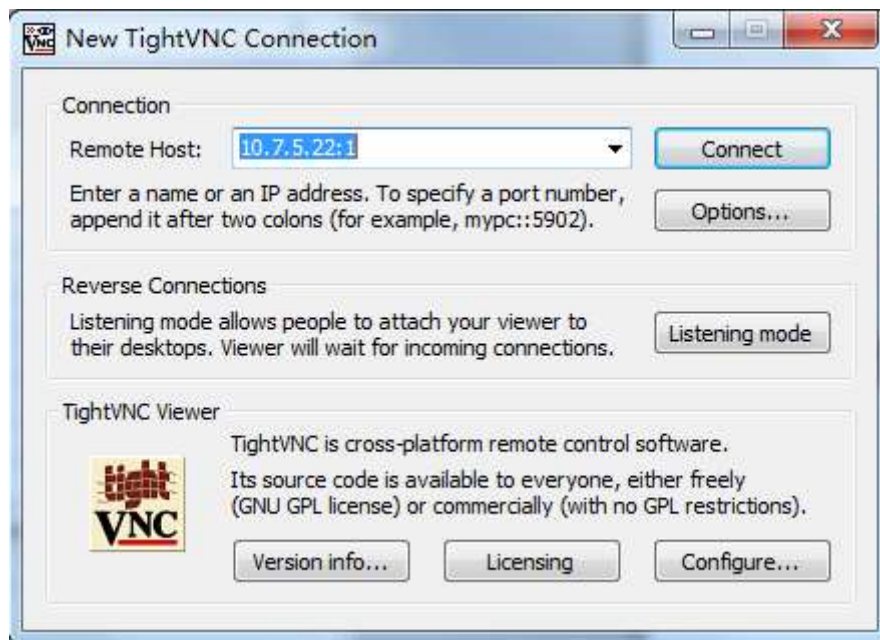 New TightVNC Connection
Connection
Remote Host: 10.7.5.22:1 Connect
Enter a name or an IP address. To specify a port number,
append it after two colons (for example, mypc::5902).
Options...
Reverse Connections
Listening mode allows people to attach your viewer to
their desktops. Viewer will wait for incoming connections.
Listening mode
TightVNC Viewer
tight
VNC
TightVNC is cross-platform remote control software.
Its source code is available to everyone, either freely
(GNU GPL license) or commercially (with no GPL restrictions).
Version info... Licensing Configure...